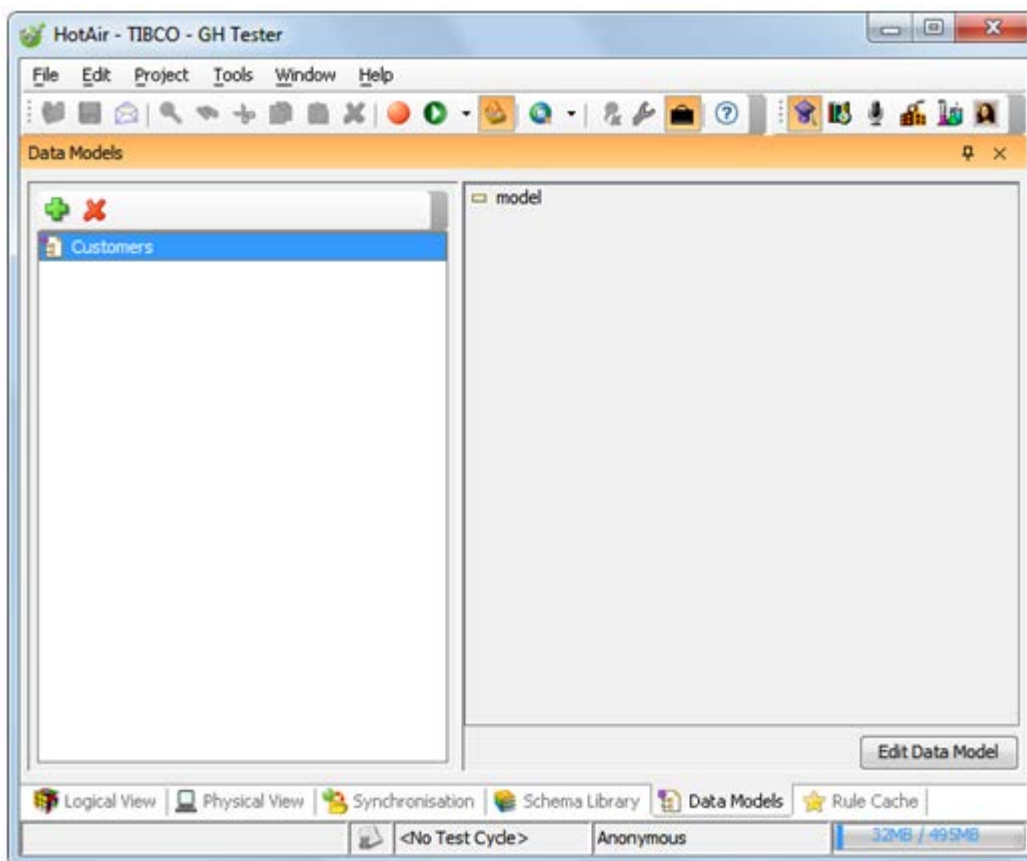 HotAir - TIBCO - GH Tester
File Edit Project Tools Window Help
Data Models
model
Customers
Edit Data Model
Logical View Physical View Synchronisation Schema Library Data Models Rule Cache
<No Test Cycle> Anonymous 32MB / 495MB